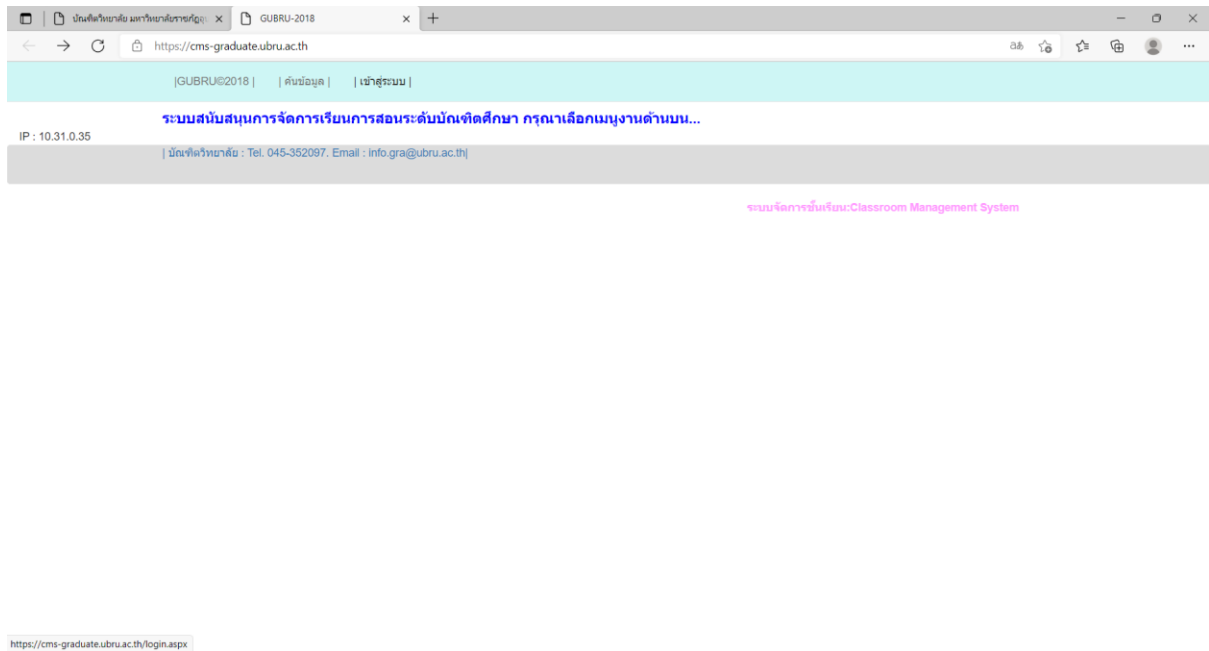 บัณฑิตวิทยาลัย มหาวิทยาลัยราชภัฏอุบ
GUBRU-2018
https://cms-graduate.ubru.ac.th
|GUBRU©2018 | | ค้นข้อมูล | | เข้าสู่ระบบ |
ระบบสนับสนุนการจัดการเรียนการสอนระดับบัณฑิตศึกษา กรุณาเลือกเมนูงานด้านบน...
IP : 10.31.0.35
| บัณฑิตวิทยาลัย : Tel. 045-352097. Email : info.gra@ubru.ac.th|
ระบบจัดการชั้นเรียน:Classroom Management System
https://cms-graduate.ubru.ac.th/login.aspx